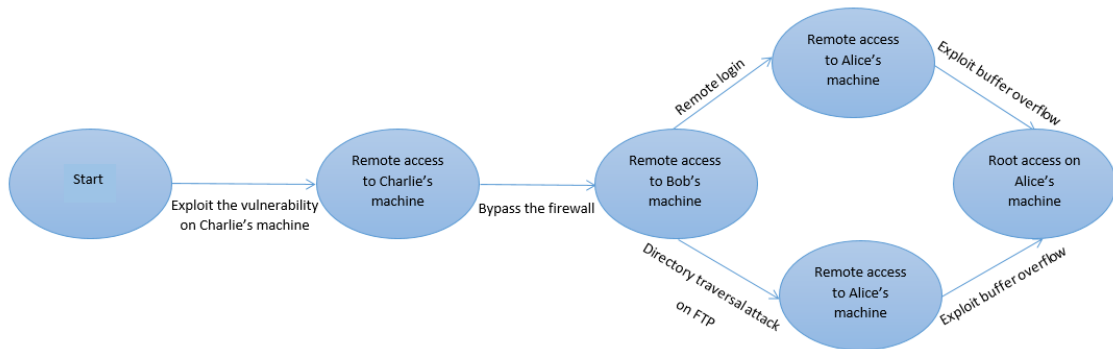 Start
Exploit the vulnerability
on Charlie's machine
Remote access
to Charlie's
machine
Bypass the firewall
Remote access
to Bob's
machine
Remote login
Remote access
to Alice's
machine
Exploit buffer overflow
Directory traversal attack
on FTP
Remote access
to Alice's
machine
Exploit buffer overflow
Root access on
Alice's
machine